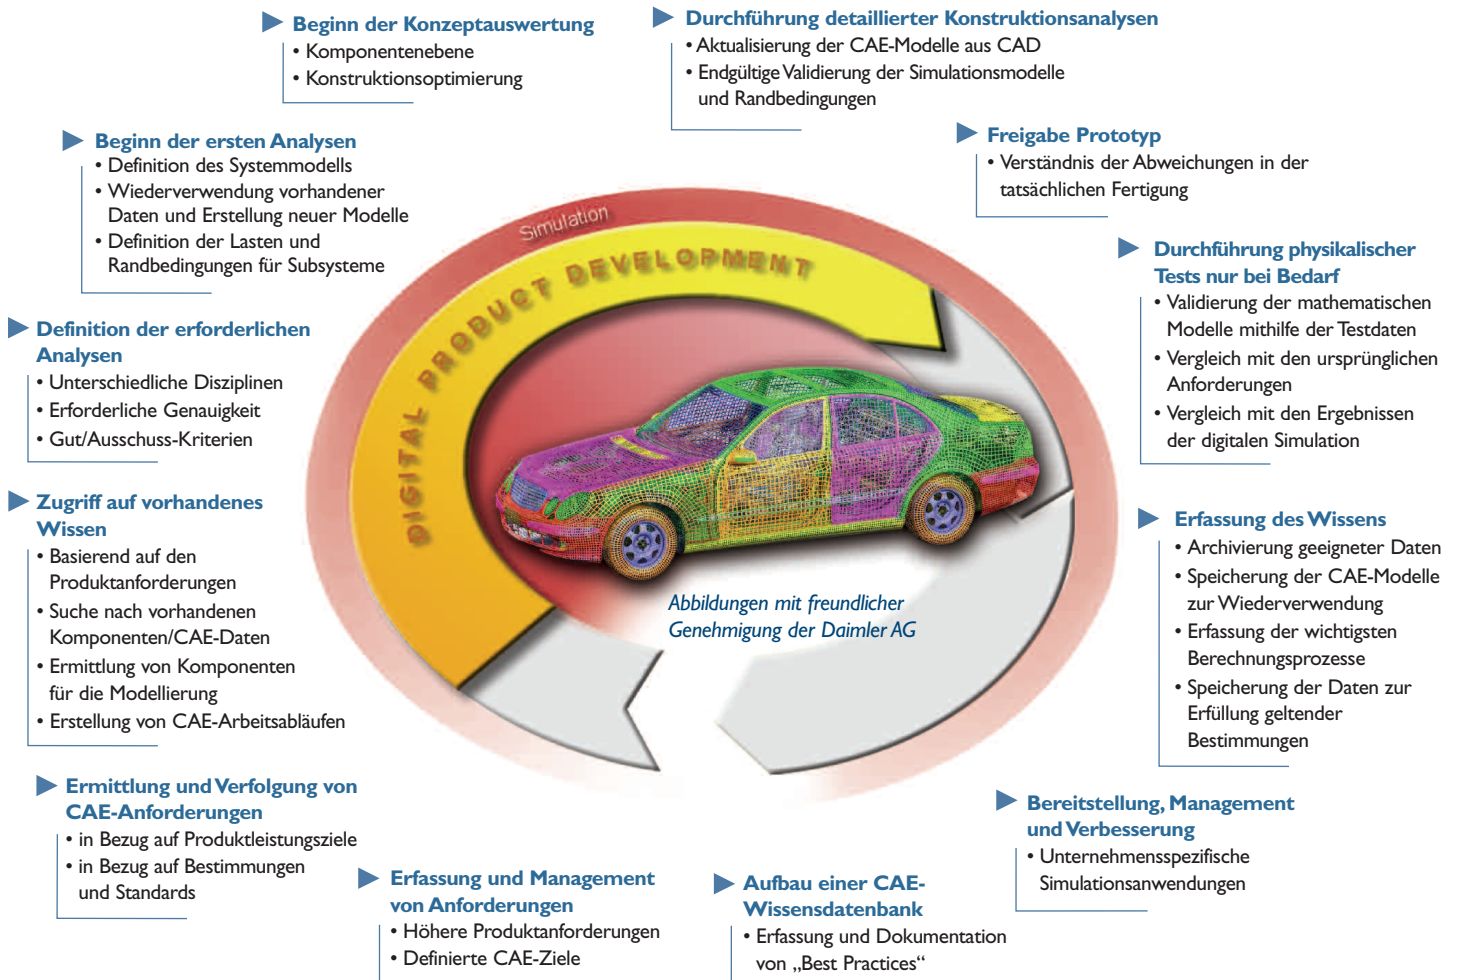 Beginn der Konzeptauswertung
• Komponentenebene
• Konstruktionsoptimierung
Durchführung detaillierter Konstruktionsanalysen
• Aktualisierung der CAE-Modelle aus CAD
• Endgültige Validierung der Simulationsmodelle
und Randbedingungen
Beginn der ersten Analysen
• Definition des Systemmodells
• Wiederverwendung vorhandener
Daten und Erstellung neuer Modelle
• Definition der Lasten und
Randbedingungen für Subsysteme
Freigabe Prototyp
• Verständnis der Abweichungen in der
tatsächlichen Fertigung
Simulation
DIGITAL PRODUCT DEVELOPMENT
Durchführung physikalischer
Tests nur bei Bedarf
• Validierung der mathematischen
Modelle mithilfe der Testdaten
• Vergleich mit den ursprünglichen
Anforderungen
• Vergleich mit den Ergebnissen
der digitalen Simulation
Definition der erforderlichen
Analysen
• Unterschiedliche Disziplinen
• Erforderliche Genauigkeit
• Gut/Ausschuss-Kriterien
Zugriff auf vorhandenes
Wissen
• Basierend auf den
Produktanforderungen
• Suche nach vorhandenen
Komponenten/CAE-Daten
• Ermittlung von Komponenten
für die Modellierung
• Erstellung von CAE-Arbeitsabläufen
Abbildungen mit freundlicher
Genehmigung der Daimler AG
Erfassung des Wissens
• Archivierung geeigneter Daten
• Speicherung der CAE-Modelle
zur Wiederverwendung
• Erfassung der wichtigsten
Berechnungsprozesse
• Speicherung der Daten zur
Erfüllung geltender
Bestimmungen
Ermittlung und Verfolgung von
CAE-Anforderungen
• in Bezug auf Produktleistungsziele
• in Bezug auf Bestimmungen
und Standards
Erfassung und Management
von Anforderungen
• Höhere Produktanforderungen
• Definierte CAE-Ziele
Aufbau einer CAE-
Wissensdatenbank
• Erfassung und Dokumentation
von „Best Practices“
Bereitstellung, Management
und Verbesserung
• Unternehmensspezifische
Simulationsanwendungen